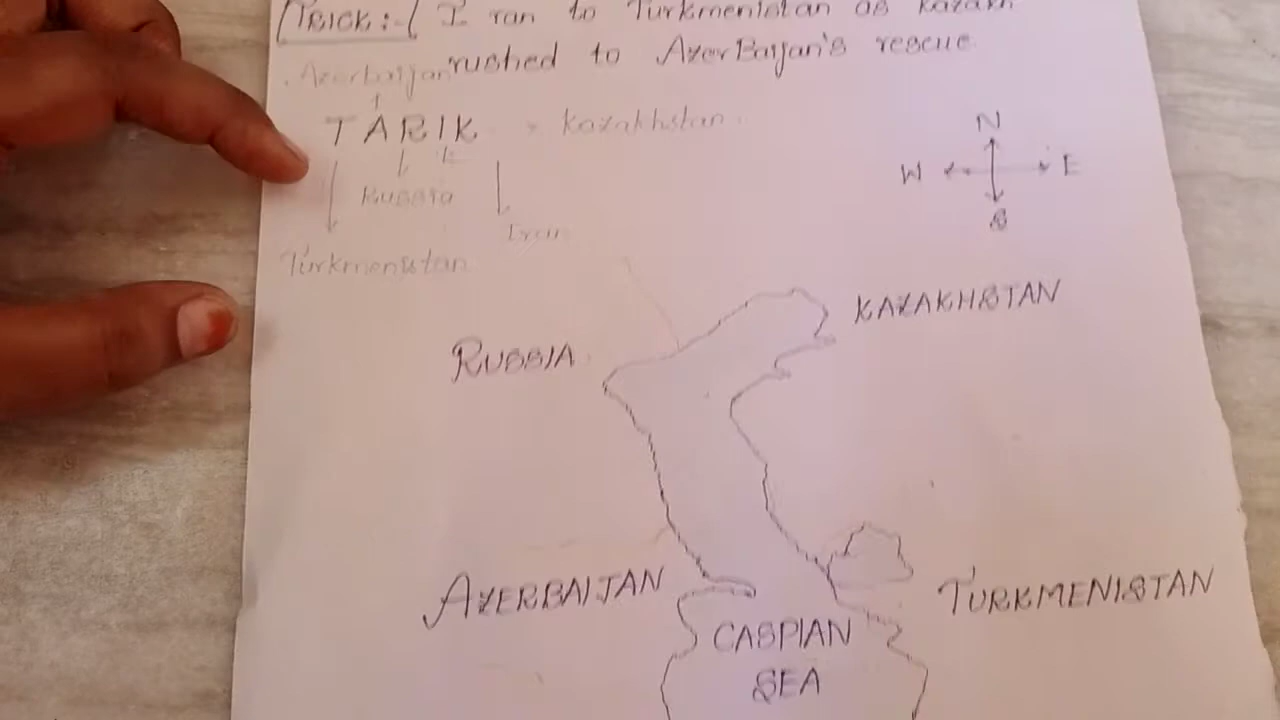 TRICK :- I ran to Turkmenistan as Kazakh
rushed to AzerBaijan's rescue.
Azerbaijan
TARIK Kazakhstan
Russia
Iran
Turkmenistan
N
W E
S
KAZAKHSTAN
RUSSIA
AZERBAIJAN
TURKMENISTAN
CASPIAN
SEA